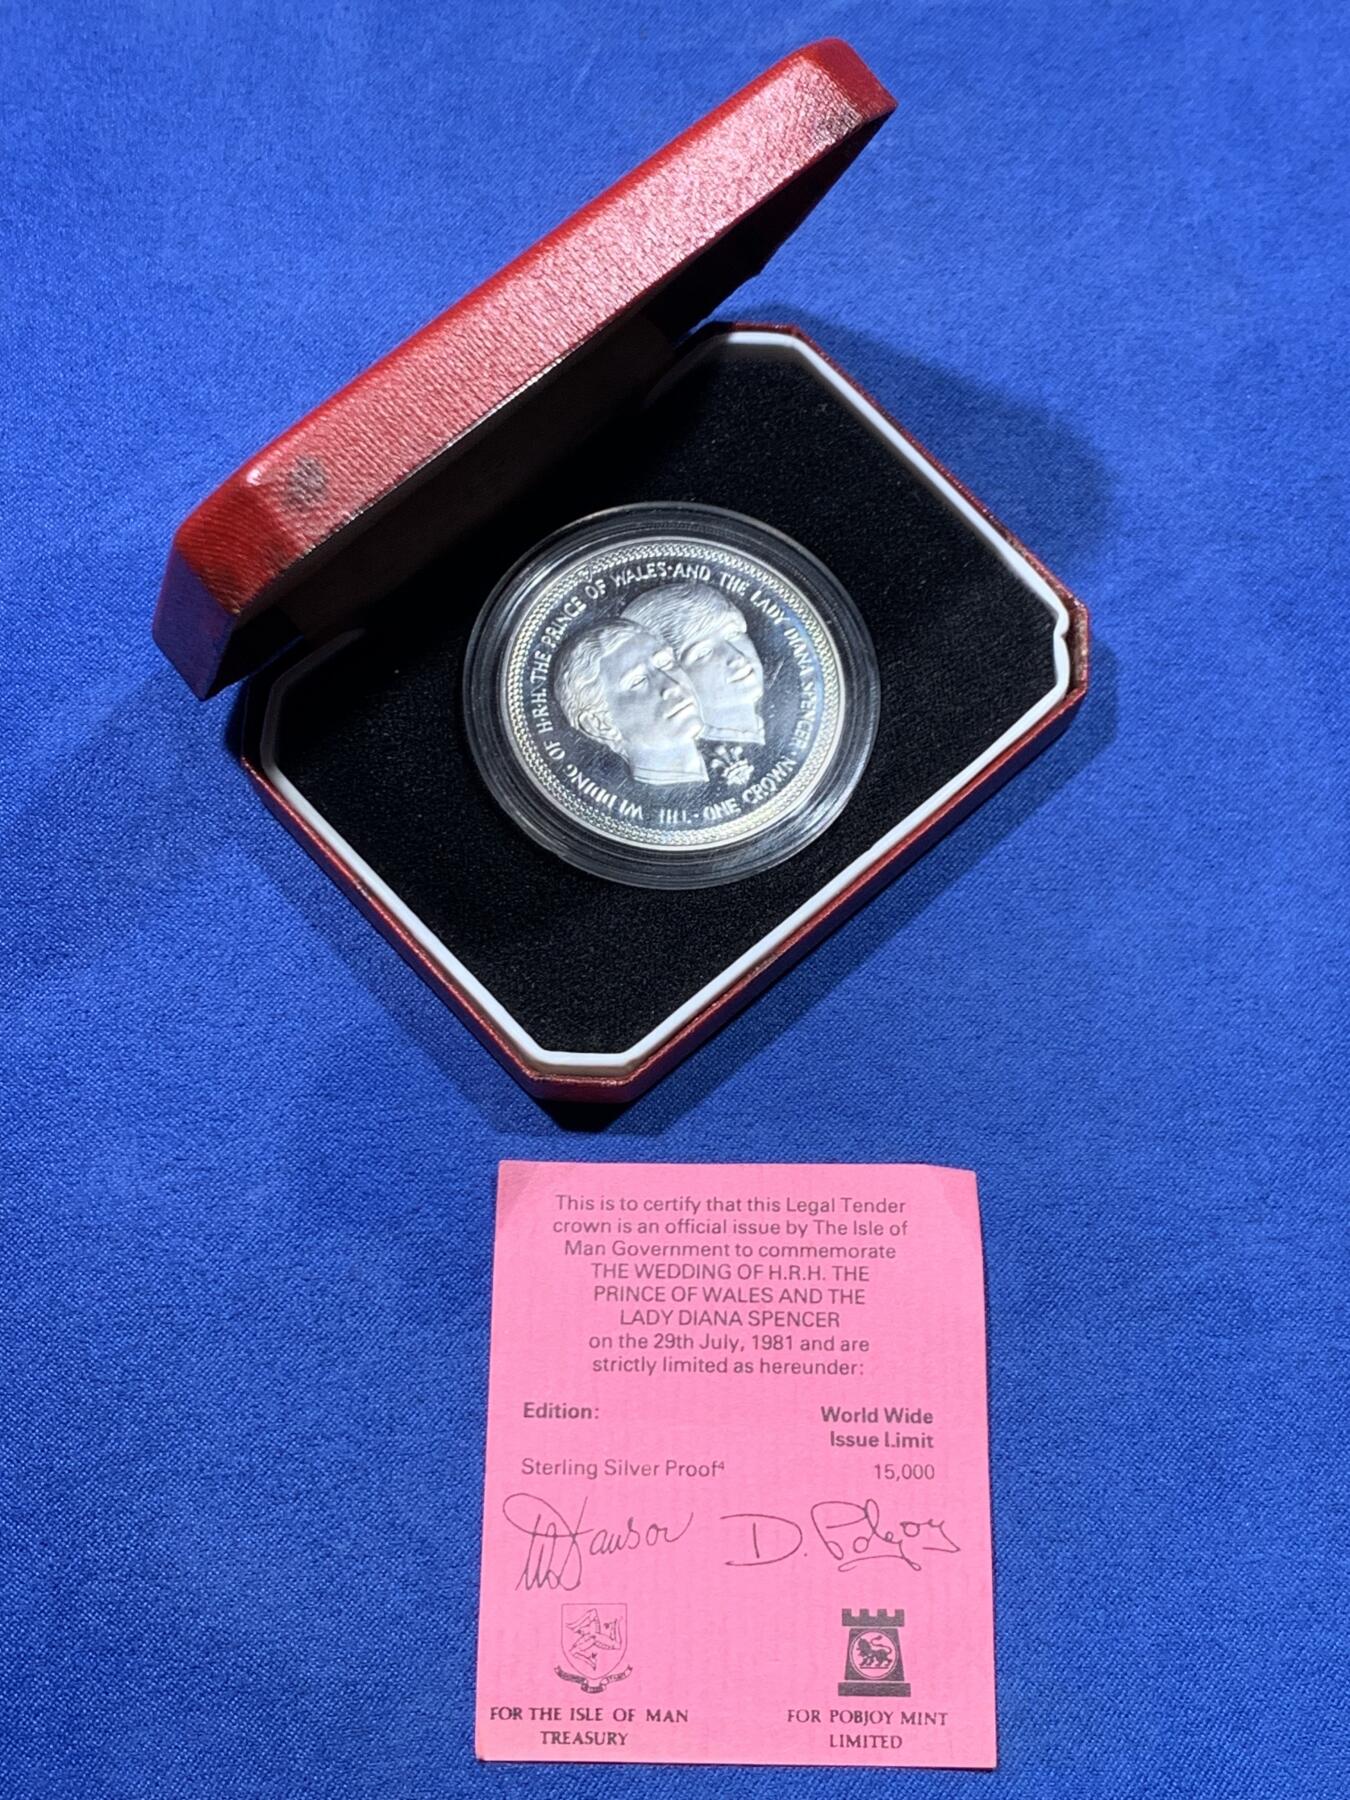 WEDDING OF H.R.H. THE PRINCE OF WALES · AND THE LADY DIANA SPENCER
ONE CROWN
This is to certify that this Legal Tender
crown is an official issue by The Isle of
Man Government to commemorate
THE WEDDING OF H.R.H. THE
PRINCE OF WALES AND THE
LADY DIANA SPENCER
on the 29th July, 1981 and are
strictly limited as hereunder:
Edition:
World Wide
Issue Limit
Sterling Silver Proof⁴
15,000
D. Pobjoy
FOR THE ISLE OF MAN
TREASURY
FOR POBJOY MINT
LIMITED